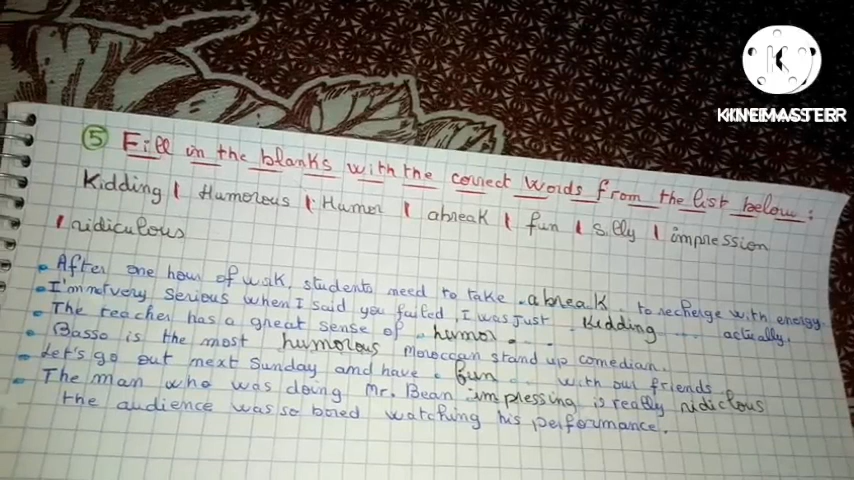 KINEMASTER
5 Fill in the blanks with the correct words from the list below:
Kidding | Humorous | Humor | abreak | fun | silly | impression
| ridiculous
After one hour of work, students need to take .abreak. to recherge with energy.
I'm not very serious when I said you failed, I was just .kidding.... actually.
The teacher has a great sense of .humor....
Basso is the most humorous Moroccan stand up comedian.
Let's go out next Sunday and have .fun... with our friends
The man who was doing Mr. Bean impressing is really ridiclous
the audience was so bored watching his performance.